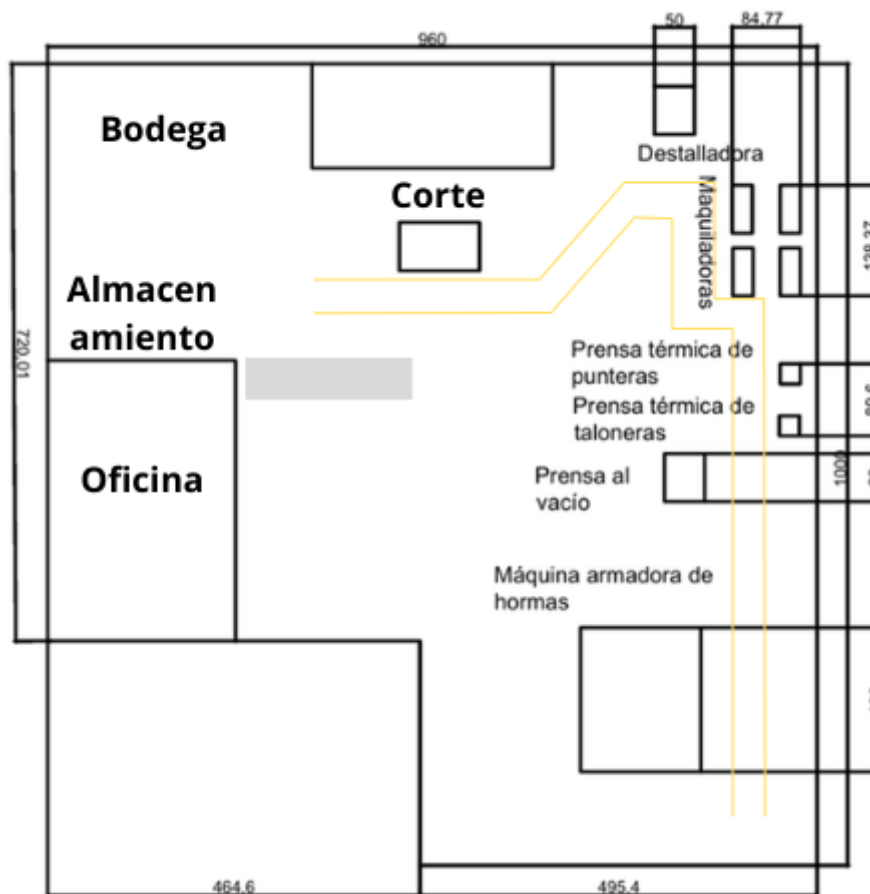 50
84.77
960
Bodega
Destalladora
Corte
Maquiladoras
Almacen
amiento
720.01
Prensa térmica de
punteras
Prensa térmica de
taloneras
Oficina
Prensa al
vacío
1000
Máquina armadora de
hormas
464.6
495.4